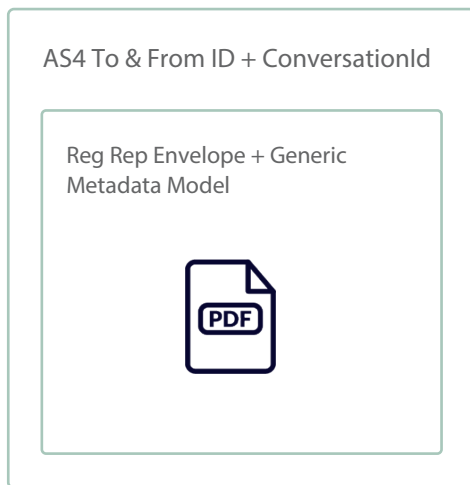 AS4 To & From ID + ConversationId
Reg Rep Envelope + Generic
Metadata Model
PDF